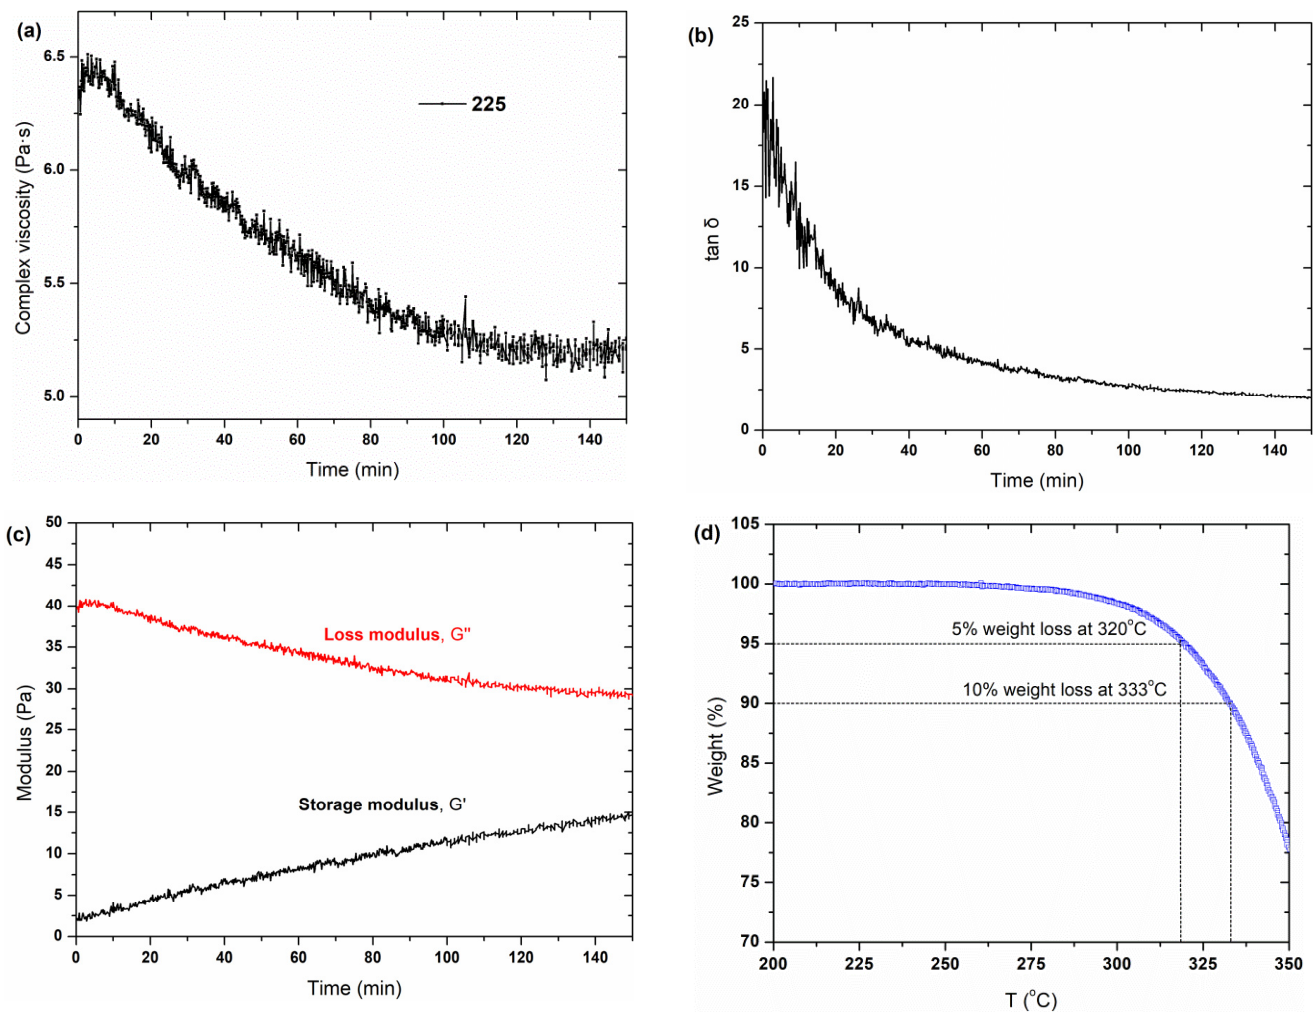 (a)
6.5
6.0
5.5
5.0
Complex viscosity (Pa·s)
225
0 20 40 60 80 100 120 140
Time (min)
(b)
25
20
15
10
5
0
tan δ
0 20 40 60 80 100 120 140
Time (min)
(c)
50
45
40
35
30
25
20
15
10
5
0
Modulus (Pa)
Loss modulus, G"
Storage modulus, G'
0 20 40 60 80 100 120 140
Time (min)
(d)
105
100
95
90
85
80
75
70
Weight (%)
5% weight loss at 320°C
10% weight loss at 333°C
200 225 250 275 300 325 350
T (°C)